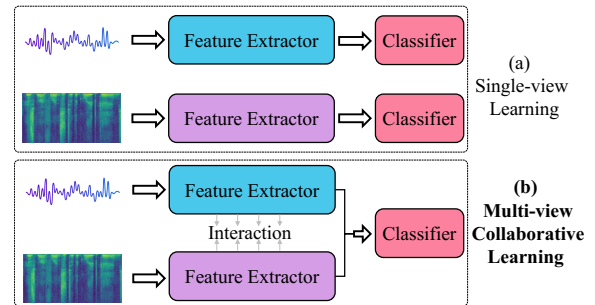 Feature Extractor
Classifier
Feature Extractor
Classifier
(a)
Single-view
Learning
Feature Extractor
Interaction
Feature Extractor
Classifier
(b)
Multi-view
Collaborative
Learning